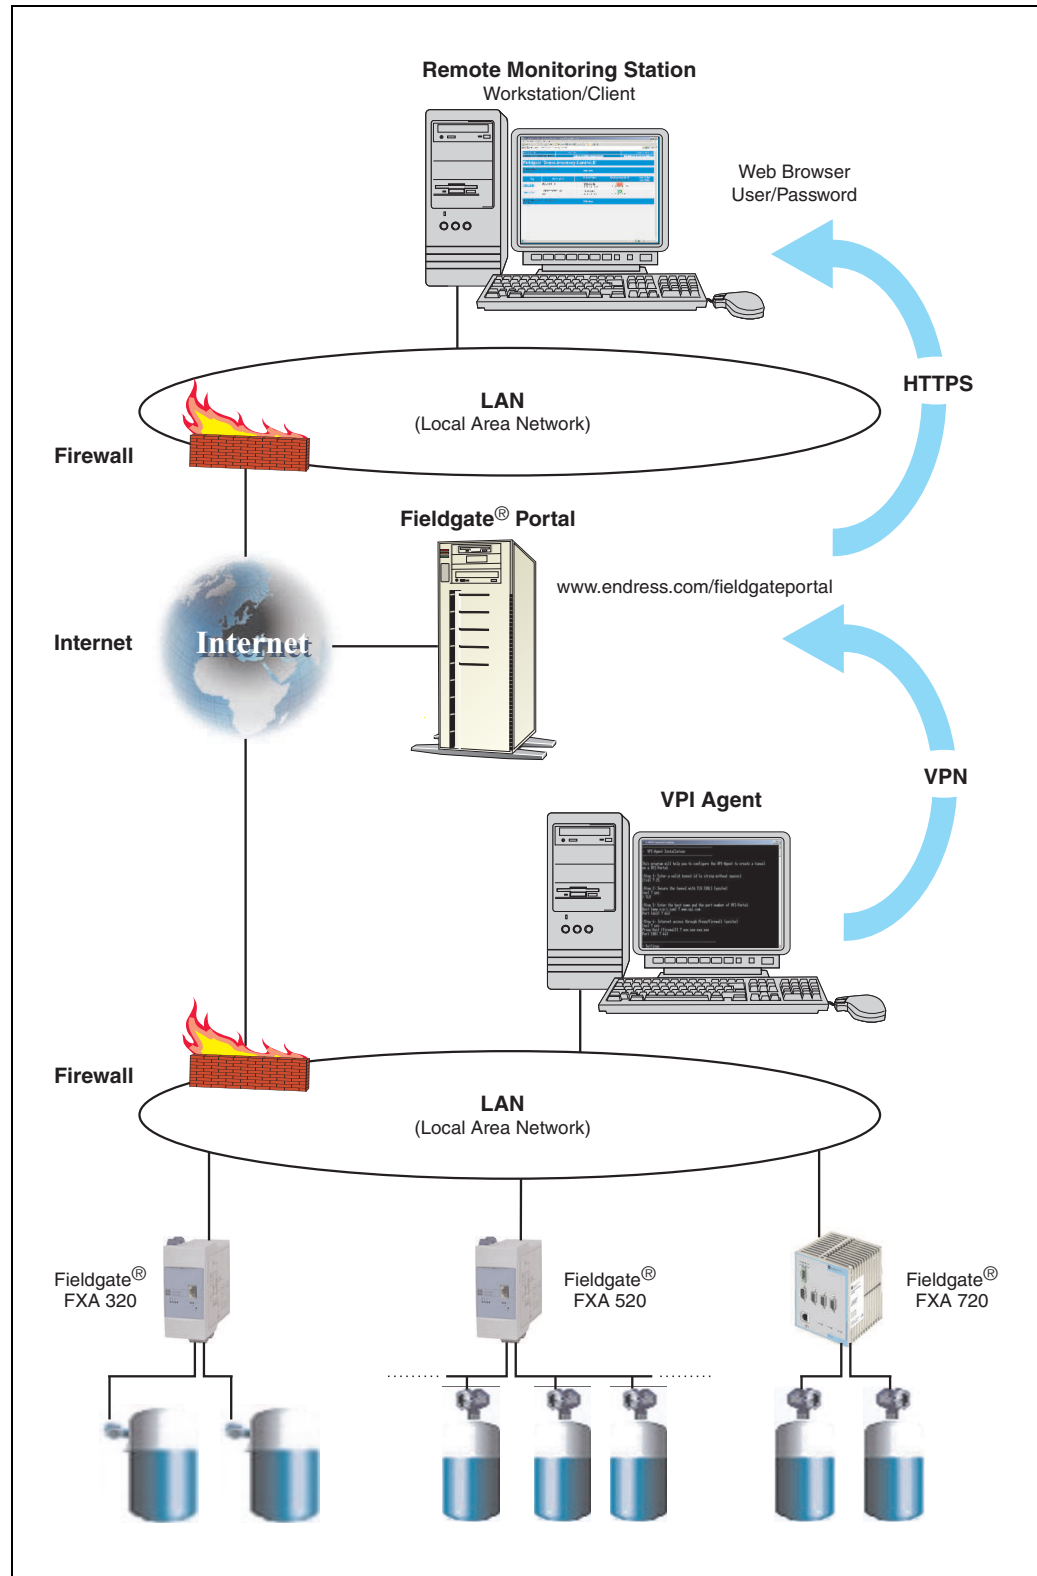 Remote Monitoring Station
Workstation/Client
Web Browser
User/Password
HTTPS
LAN
(Local Area Network)
Firewall
Fieldgate® Portal
www.endress.com/fieldgateportal
Internet
Internet
VPN
VPI Agent
Firewall
LAN
(Local Area Network)
Fieldgate®
FXA 320
Fieldgate®
FXA 520
Fieldgate®
FXA 720